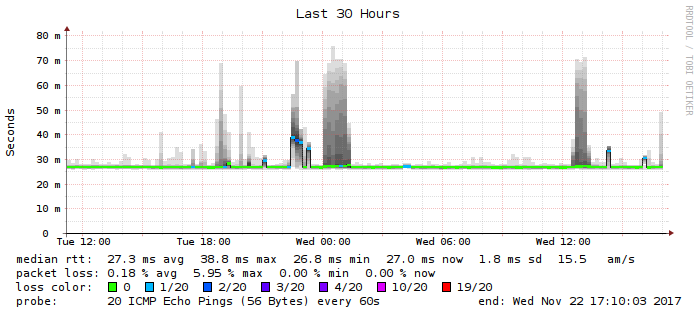 Last 30 Hours
RRDTOOL / TOBI OETIKER
Seconds
80 m
70 m
60 m
50 m
40 m
30 m
20 m
10 m
0
Tue 12:00 Tue 18:00 Wed 00:00 Wed 06:00 Wed 12:00
median rtt: 27.3 ms avg 38.8 ms max 26.8 ms min 27.0 ms now 1.8 ms sd 15.5 am/s
packet loss: 0.18 % avg 5.95 % max 0.00 % min 0.00 % now
loss color: 0 1/20 2/20 3/20 4/20 10/20 19/20
probe: 20 ICMP Echo Pings (56 Bytes) every 60s end: Wed Nov 22 17:10:03 2017